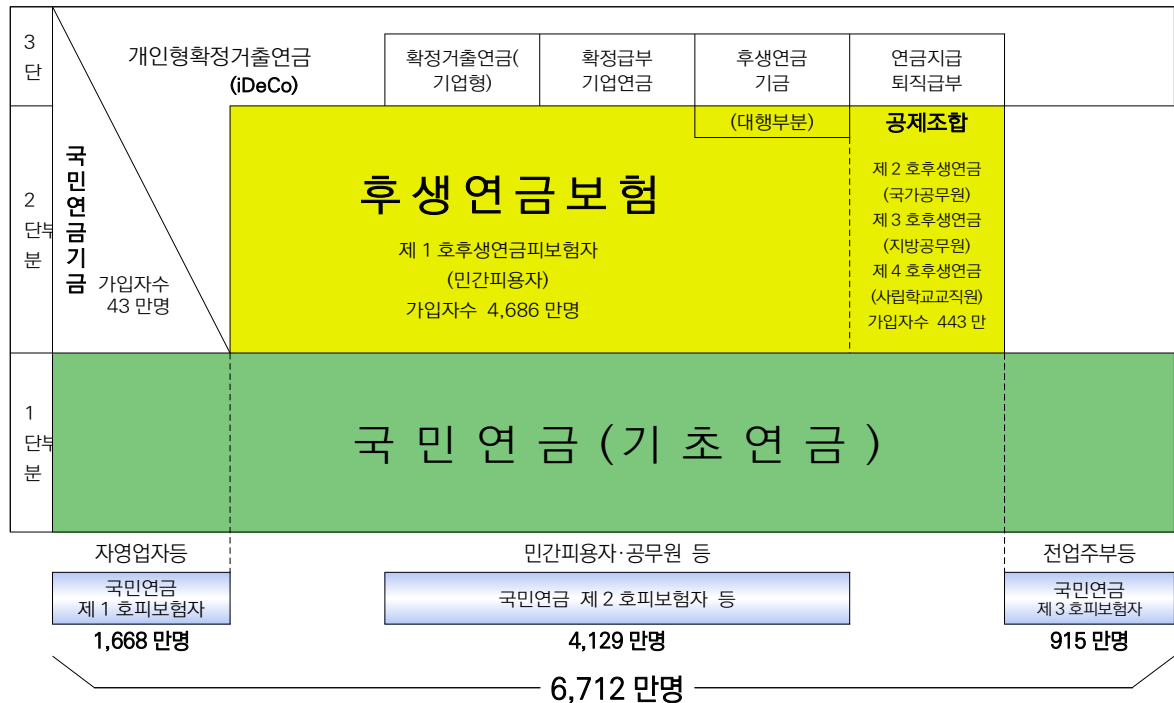 3
단
개인형확정거출연금
(iDeCo)
확정거출연금(
기업형)
확정급부
기업연금
후생연금
기금
연금지급
퇴직급부
2
단부
분
국민연금기금
가입자수
43 만명
후생연금보험
제 1 호후생연금피보험자
(민간피용자)
가입자수 4,686 만명
(대행부분)
공제조합
제 2 호후생연금
(국가공무원)
제 3 호후생연금
(지방공무원)
제 4 호후생연금
(사립학교교직원)
가입자수 443 만
1
단부
분
국민연금(기초연금)
자영업자등
민간피용자·공무원 등
전업주부등
국민연금
제 1 호피보험자
국민연금 제 2 호피보험자 등
국민연금
제 3 호피보험자
1,668 만명
4,129 만명
915 만명
6,712 만명